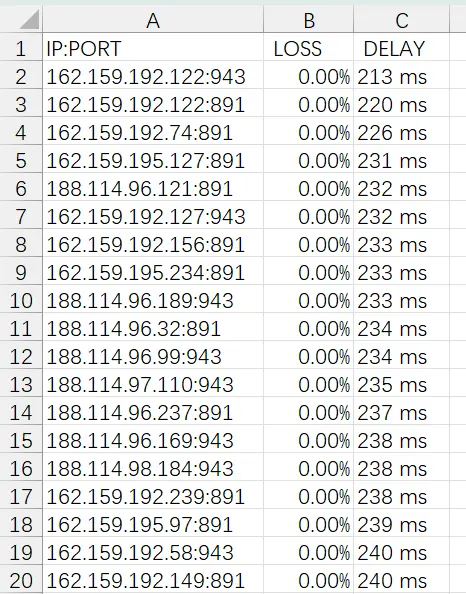 A B C
1 IP:PORT LOSS DELAY
2 162.159.192.122:943 0.00% 213 ms
3 162.159.192.122:891 0.00% 220 ms
4 162.159.192.74:891 0.00% 226 ms
5 162.159.195.127:891 0.00% 231 ms
6 188.114.96.121:891 0.00% 232 ms
7 162.159.192.127:943 0.00% 232 ms
8 162.159.192.156:891 0.00% 233 ms
9 162.159.195.234:891 0.00% 233 ms
10 188.114.96.189:943 0.00% 233 ms
11 188.114.96.32:891 0.00% 234 ms
12 188.114.96.99:943 0.00% 234 ms
13 188.114.97.110:943 0.00% 235 ms
14 188.114.96.237:891 0.00% 237 ms
15 188.114.96.169:943 0.00% 238 ms
16 188.114.98.184:943 0.00% 238 ms
17 162.159.192.239:891 0.00% 238 ms
18 162.159.195.97:891 0.00% 239 ms
19 162.159.192.58:943 0.00% 240 ms
20 162.159.192.149:891 0.00% 240 ms